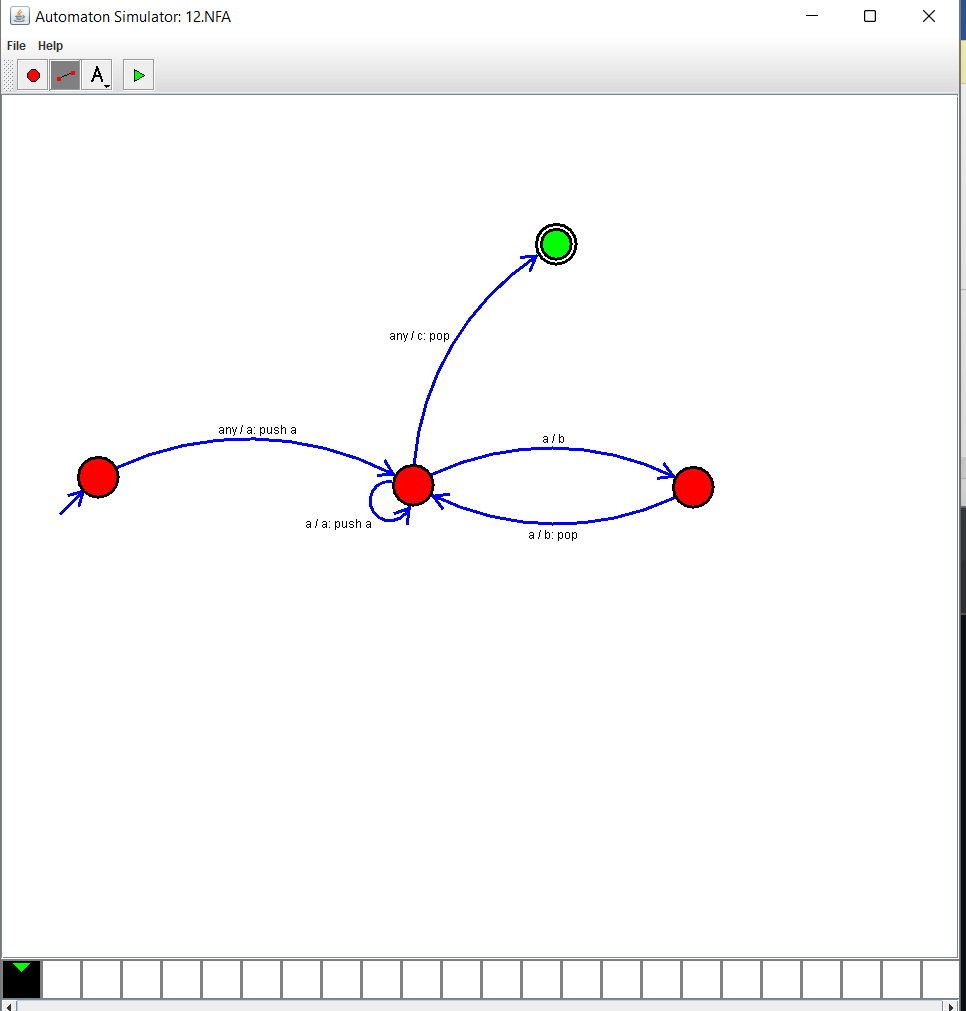 Automaton Simulator: 12.NFA
File Help
A
any / c: pop
any / a: push a
a / b
a / a: push a
a / b: pop